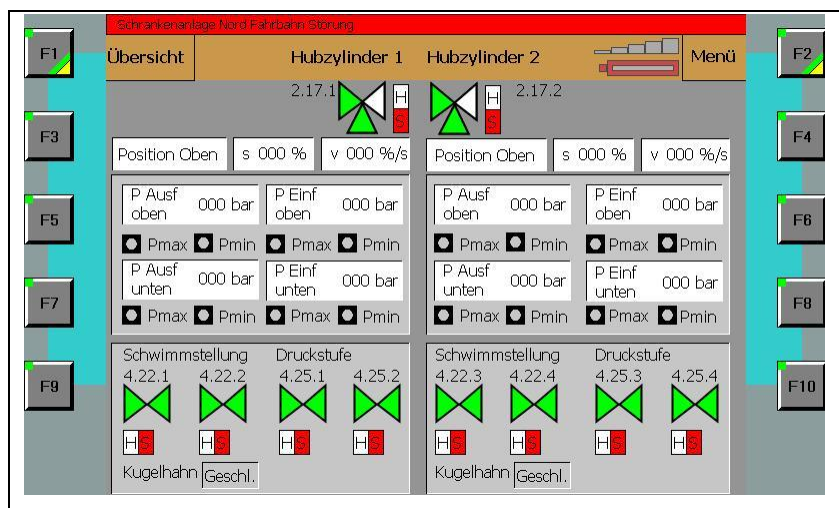 Schrankenanlage Nord Fahrbahn Störung
F1 Übersicht Hubzylinder 1 Hubzylinder 2 Menü F2
2.17.1 H S H S 2.17.2
F3 F4
Position Oben s 000 % v 000 %/s Position Oben s 000 % v 000 %/s
P Ausf oben 000 bar P Einf oben 000 bar P Ausf oben 000 bar P Einf oben 000 bar
F5 F6
Pmax Pmin Pmax Pmin Pmax Pmin Pmax Pmin
P Ausf unten 000 bar P Einf unten 000 bar P Ausf unten 000 bar P Einf unten 000 bar
F7 F8
Pmax Pmin Pmax Pmin Pmax Pmin Pmax Pmin
Schwimmstellung Druckstufe Schwimmstellung Druckstufe
4.22.1 4.22.2 4.25.1 4.25.2 4.22.3 4.22.4 4.25.3 4.25.4
F9 F10
H S H S H S H S H S H S H S H S
Kugelhahn Geschl. Kugelhahn Geschl.